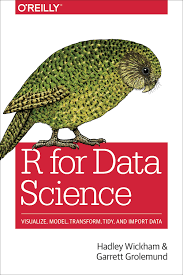 O'REILLY®
R for Data
Science
VISUALIZE, MODEL, TRANSFORM, TIDY, AND IMPORT DATA
Hadley Wickham &
Garrett Grolemund